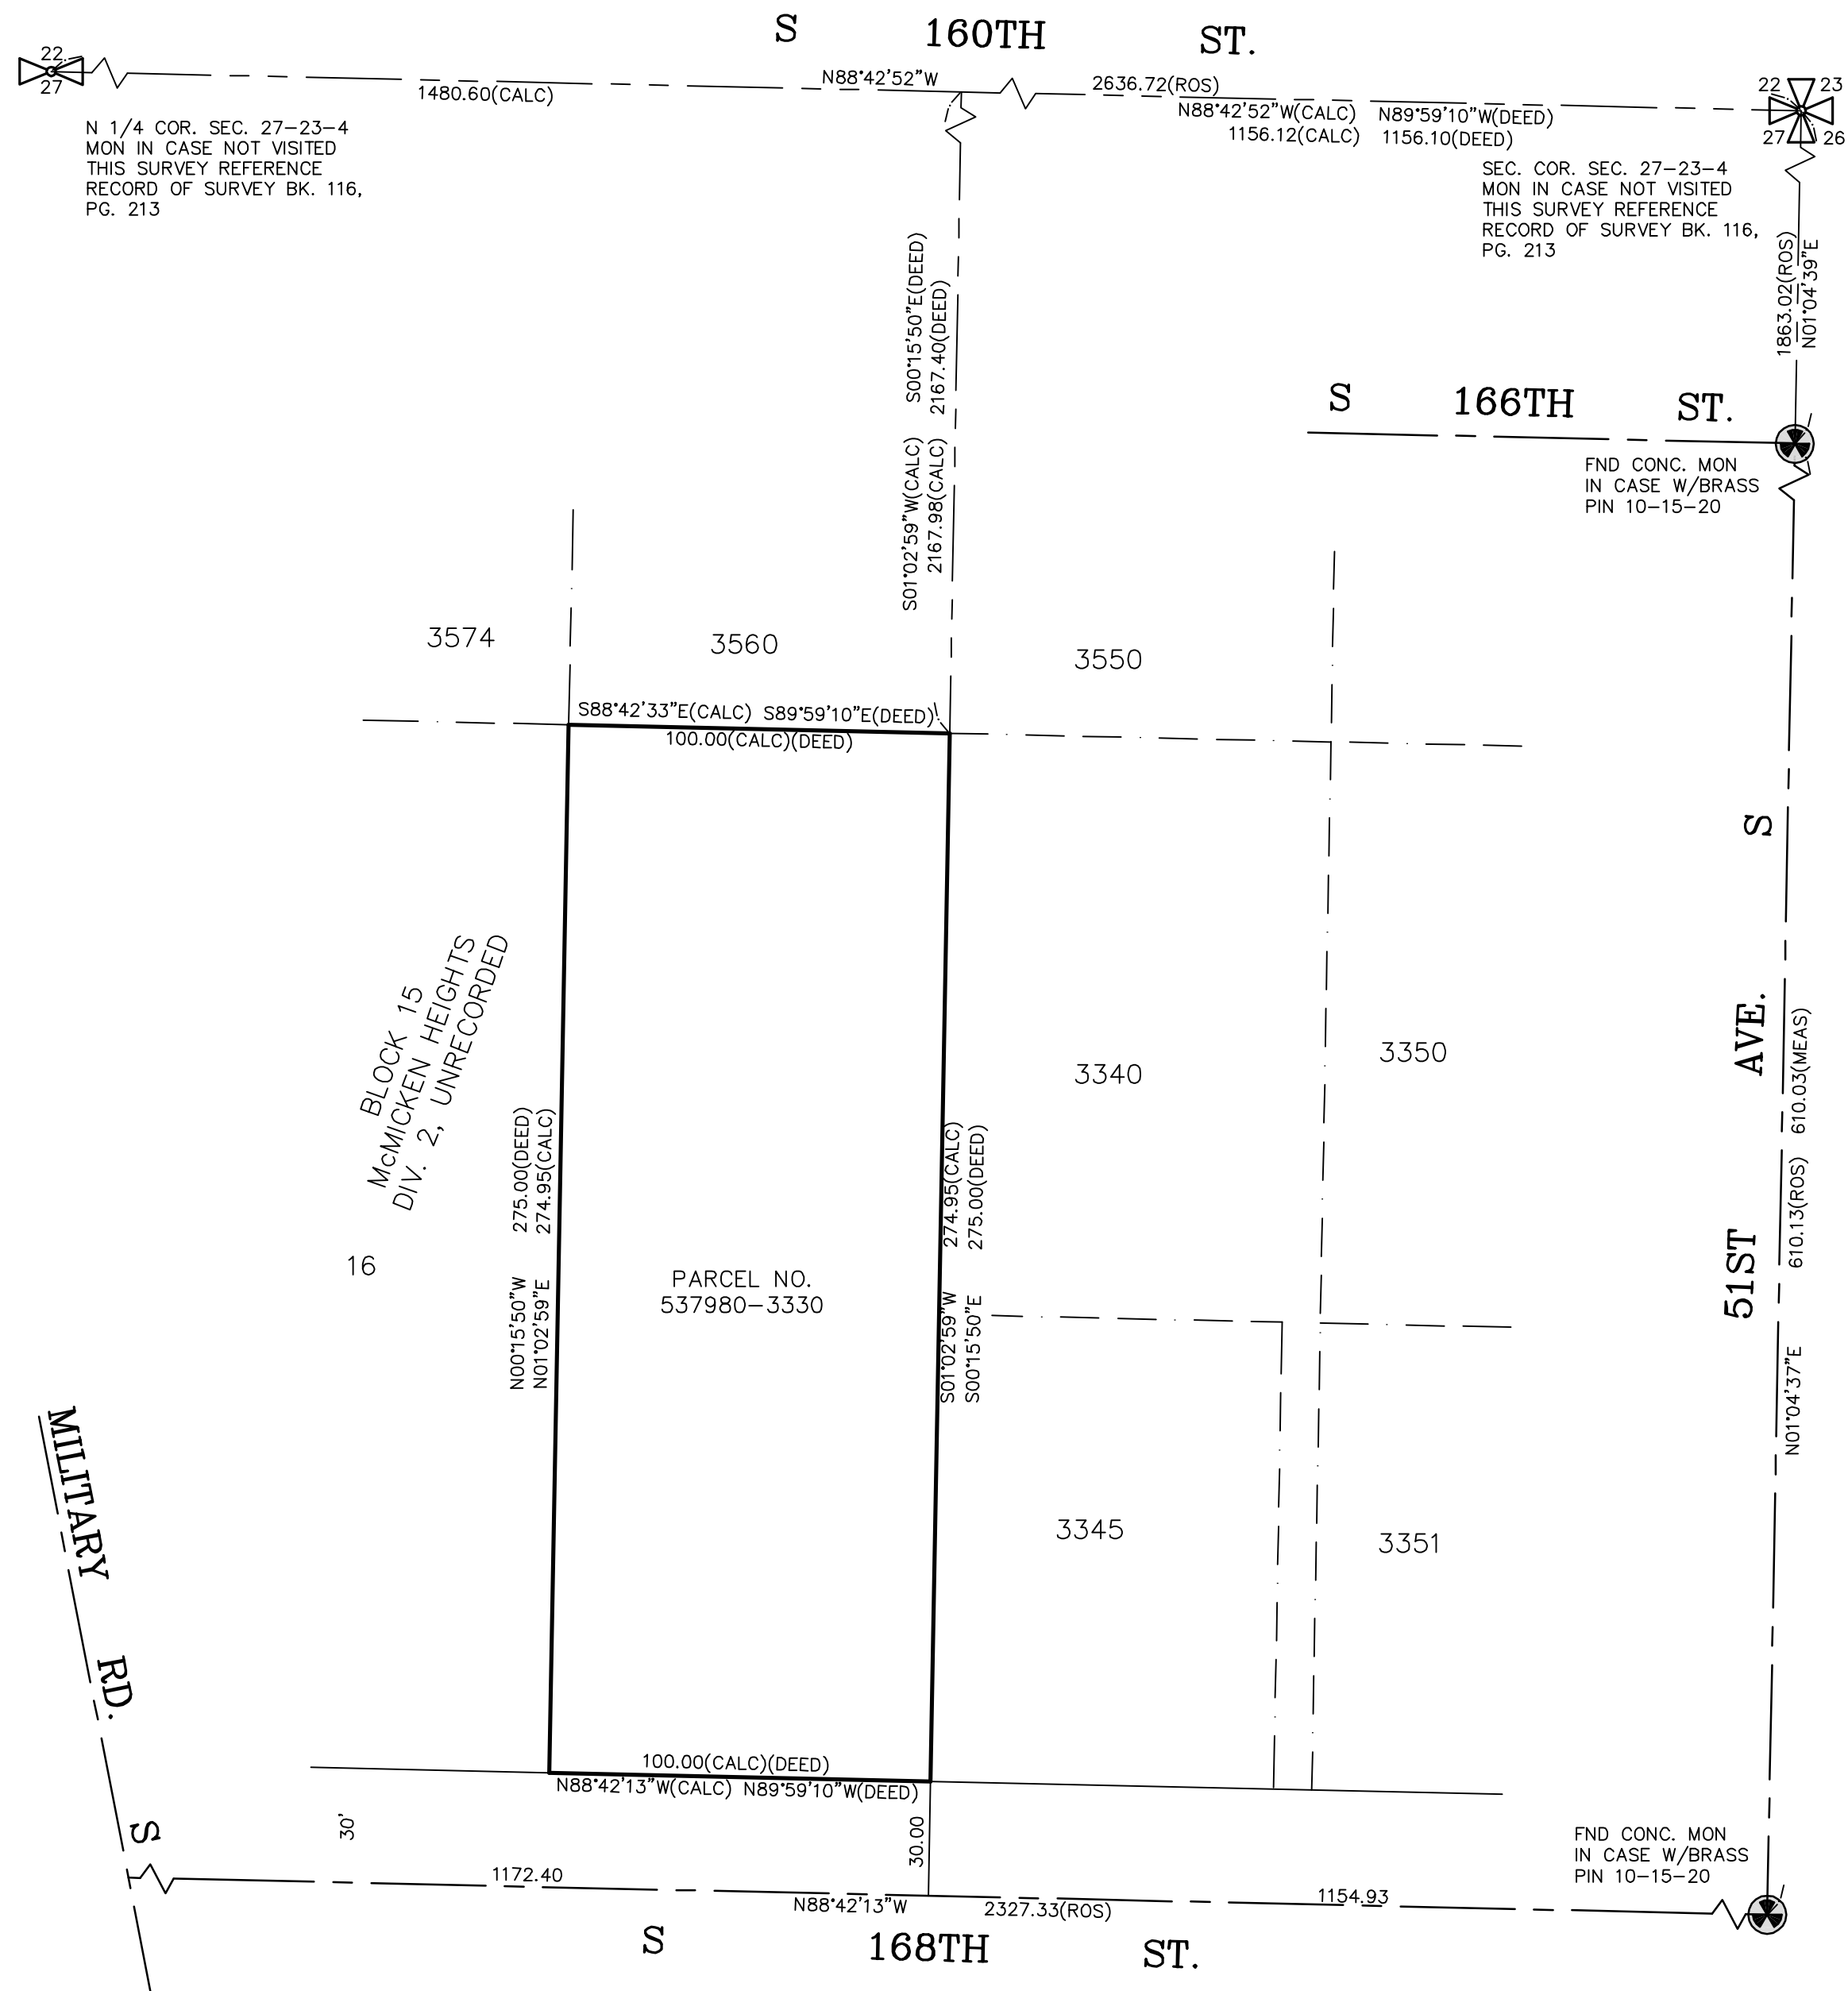 S 160TH ST.
22
27
N88°42'52"W
1480.60(CALC)
2636.72(ROS)
N88°42'52"W(CALC) N89°59'10"W(DEED)
1156.12(CALC) 1156.10(DEED)
22 23
27 26
N 1/4 COR. SEC. 27-23-4
MON IN CASE NOT VISITED
THIS SURVEY REFERENCE
RECORD OF SURVEY BK. 116,
PG. 213
SEC. COR. SEC. 27-23-4
MON IN CASE NOT VISITED
THIS SURVEY REFERENCE
RECORD OF SURVEY BK. 116,
PG. 213
1863.02(ROS)
N01°04'39"E
S01°02'59"W(CALC) S00°15'50"E(DEED)
2167.98(CALC) 2167.40(DEED)
S 166TH ST.
FND CONC. MON
IN CASE W/BRASS
PIN 10-15-20
3574
3560
3550
S88°42'33"E(CALC) S89°59'10"E(DEED)
100.00(CALC)(DEED)
BLOCK 15
McMICKEN HEIGHTS
DIV. 2, UNRECORDED
16
N00°15'50"W 275.00(DEED)
N01°02'59"E 274.95(CALC)
PARCEL NO.
537980-3330
S01°02'59"W 274.95(CALC)
S00°15'50"E 275.00(DEED)
3340
3350
3345
3351
51ST AVE. S
N01°04'37"E 610.13(ROS) 610.03(MEAS)
MILITARY RD. S
100.00(CALC)(DEED)
N88°42'13"W(CALC) N89°59'10"W(DEED)
30'
30.00
FND CONC. MON
IN CASE W/BRASS
PIN 10-15-20
1172.40
N88°42'13"W
2327.33(ROS)
1154.93
S 168TH ST.